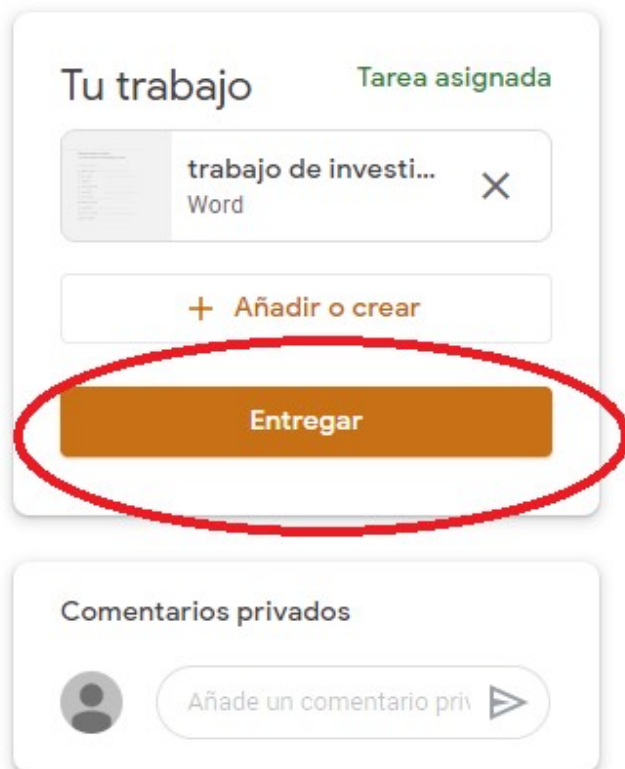 Tu trabajo
Tarea asignada
trabajo de investi...
Word
+ Añadir o crear
Entregar
Comentarios privados
Añade un comentario priv